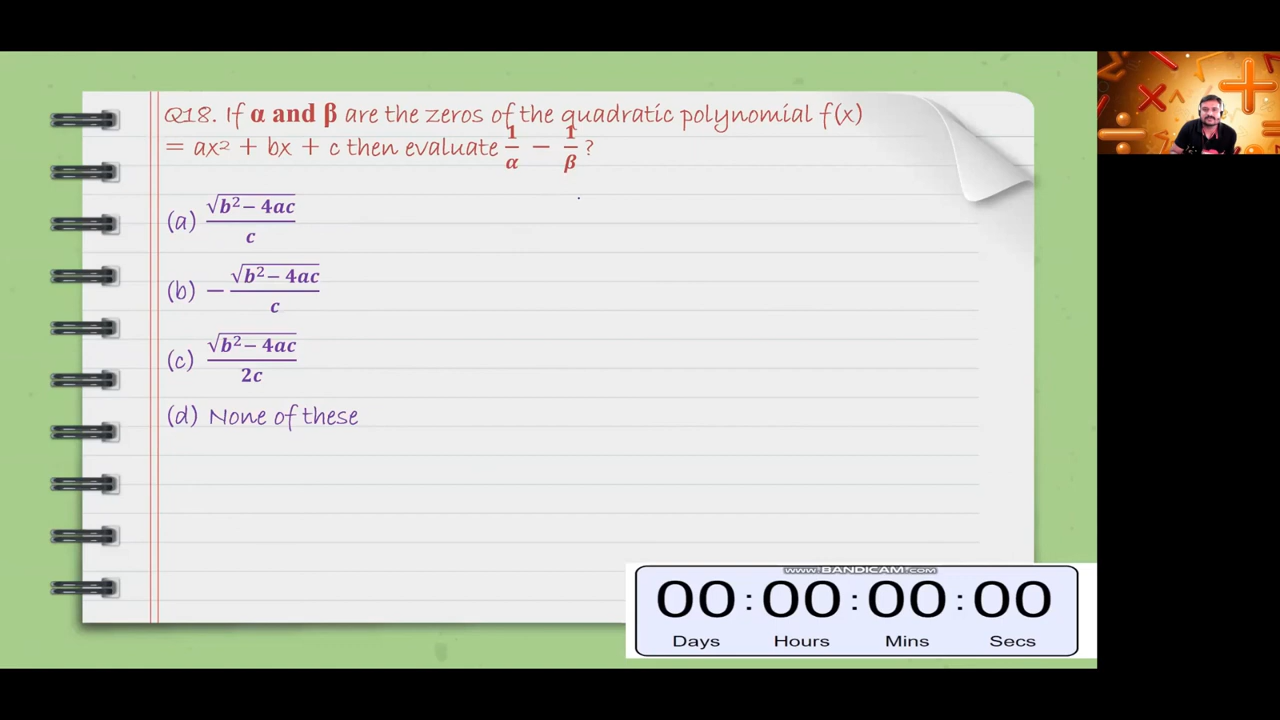 Q18. If α and β are the zeros of the quadratic polynomial f(x)
= ax² + bx + c then evaluate 1/α − 1/β ?
(a) √(b² − 4ac) / c
(b) − √(b² − 4ac) / c
(c) √(b² − 4ac) / 2c
(d) None of these
www.BANDICAM.com
00 : 00 : 00 : 00
Days Hours Mins Secs